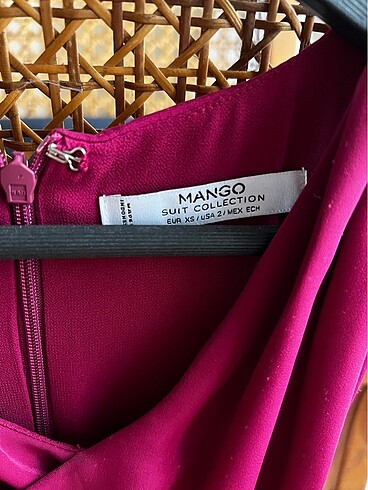 MANGO
SUIT COLLECTION
EUR XS / USA 2 / MEX ECH